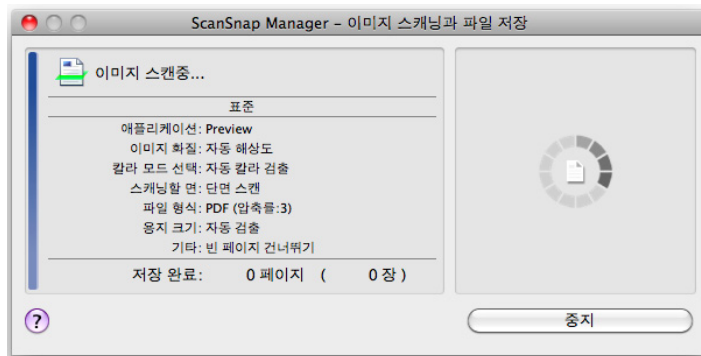 ScanSnap Manager – 이미지 스캐닝과 파일 저장
이미지 스캔중...
표준
애플리케이션: Preview
이미지 화질: 자동 해상도
칼라 모드 선택: 자동 칼라 검출
스캐닝할 면: 단면 스캔
파일 형식: PDF (압축률:3)
용지 크기: 자동 검출
기타: 빈 페이지 건너뛰기
저장 완료: 0 페이지 ( 0 장 )
?
중지